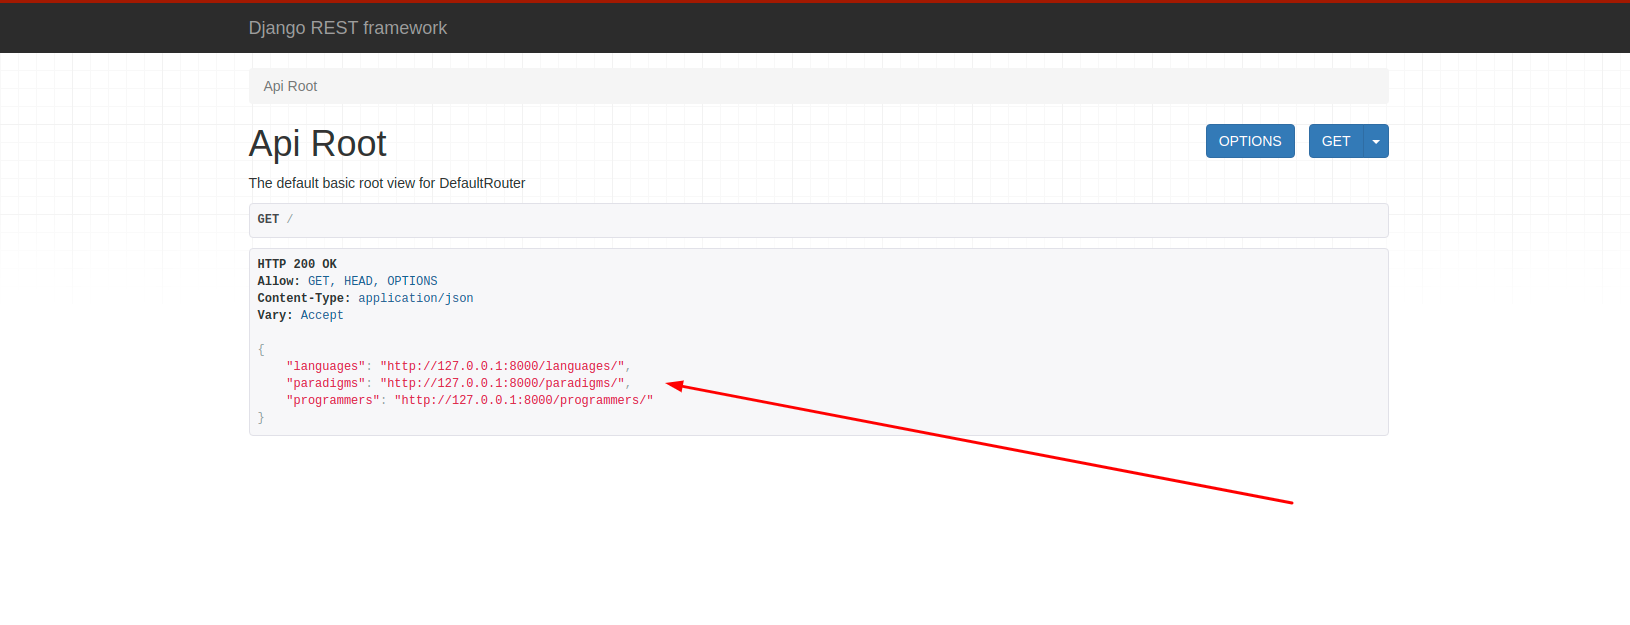 Django REST framework
Api Root
Api Root
OPTIONS
GET
The default basic root view for DefaultRouter
GET /
HTTP 200 OK
Allow: GET, HEAD, OPTIONS
Content-Type: application/json
Vary: Accept
{
"languages": "http://127.0.0.1:8000/languages/",
"paradigms": "http://127.0.0.1:8000/paradigms/",
"programmers": "http://127.0.0.1:8000/programmers/"
}